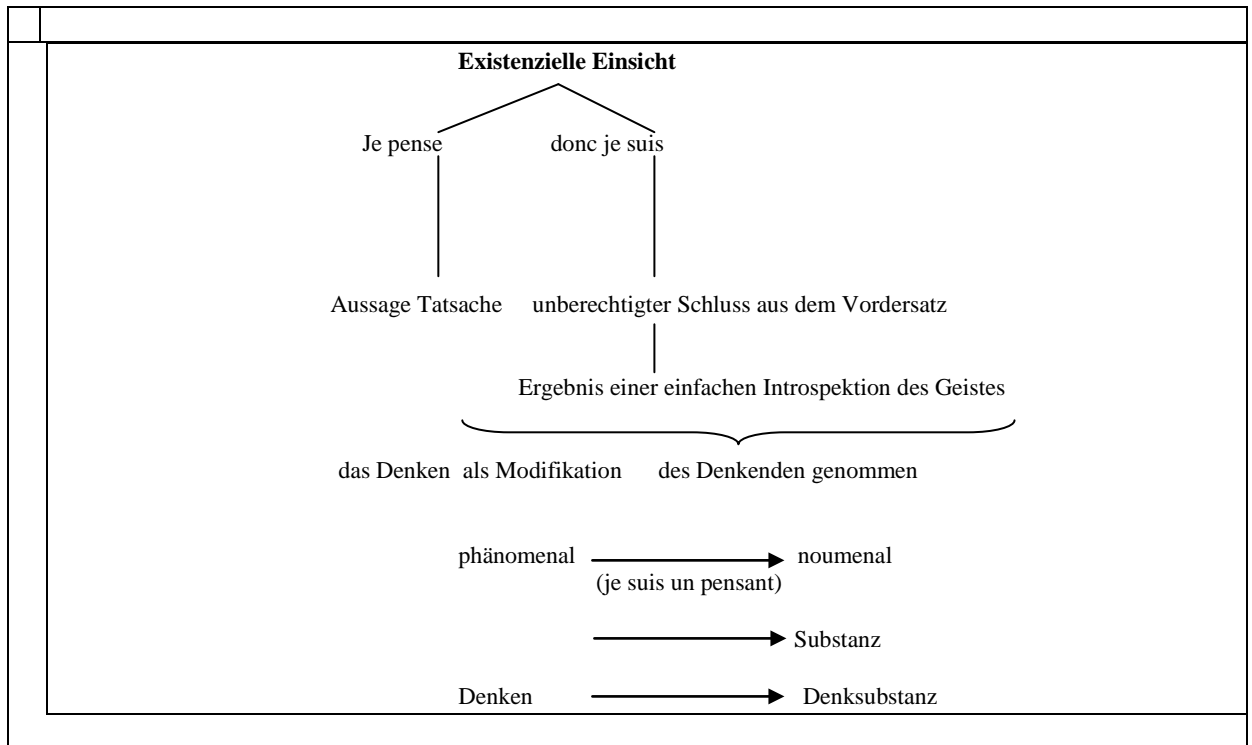 Existenzielle Einsicht
Je pense donc je suis
Aussage Tatsache unberechtigter Schluss aus dem Vordersatz
Ergebnis einer einfachen Introspektion des Geistes
das Denken als Modifikation des Denkenden genommen
phänomenal noumenal
(je suis un pensant)
Substanz
Denken Denksubstanz